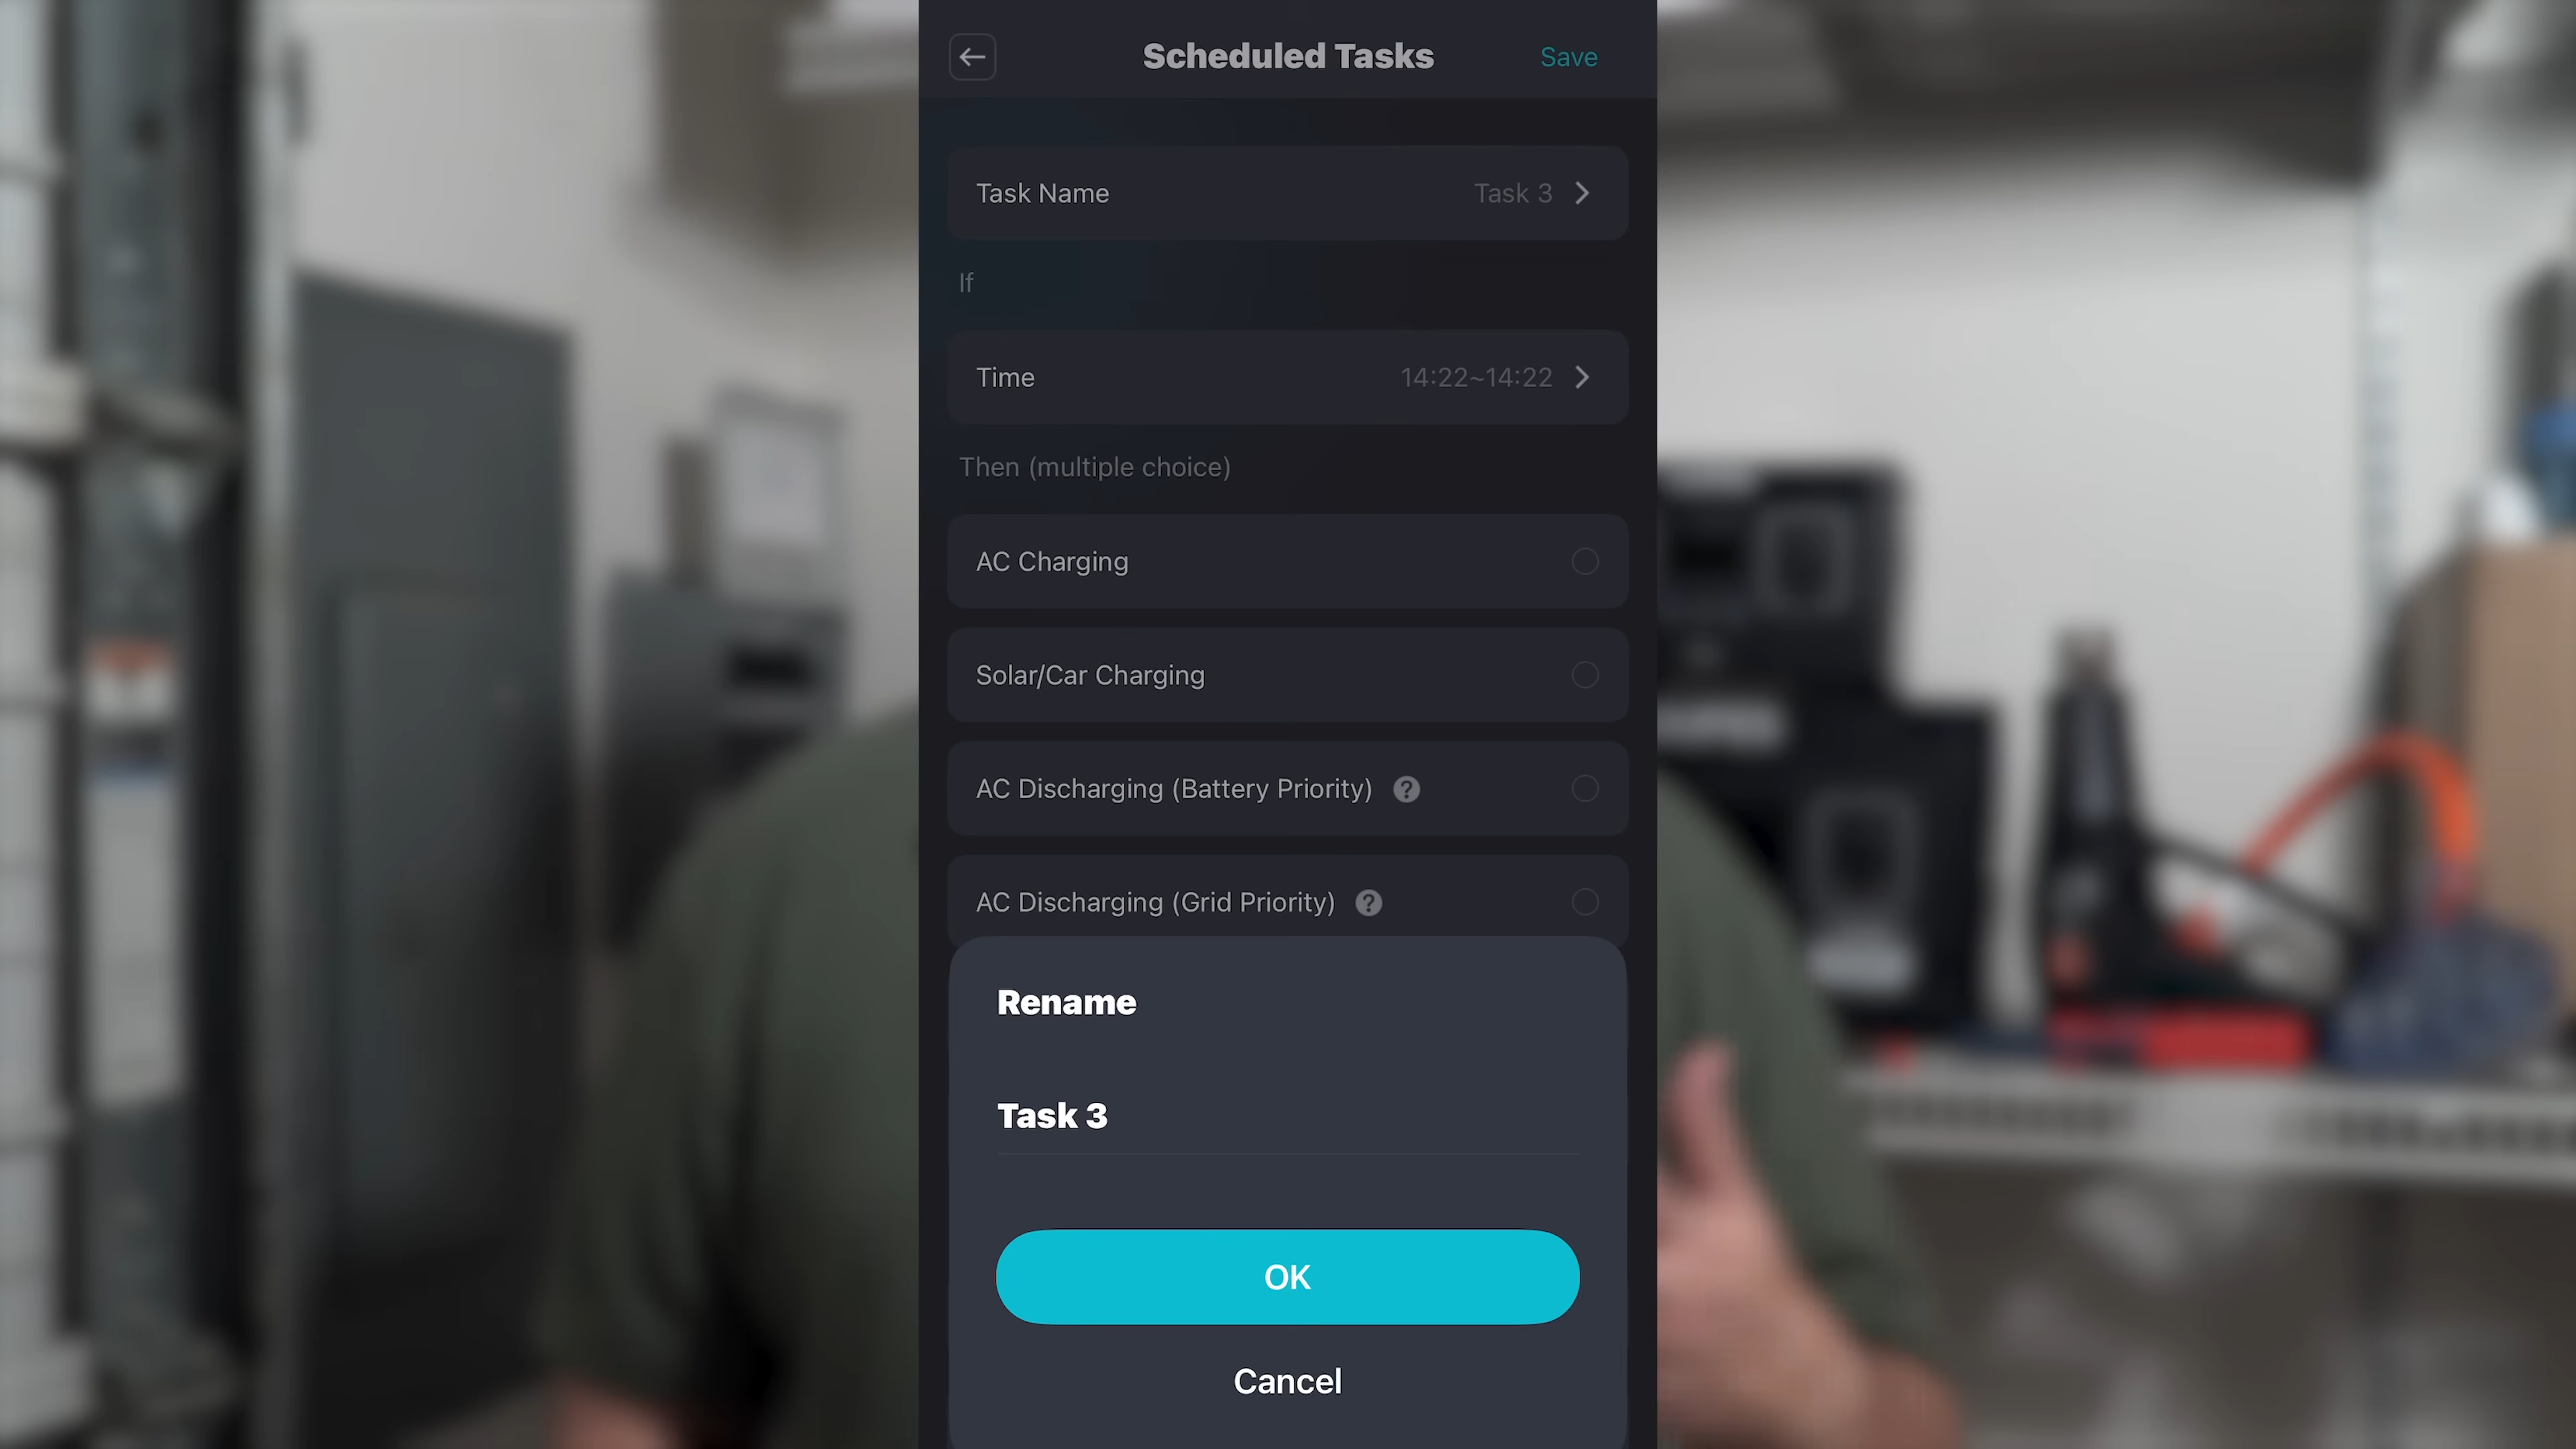 Scheduled Tasks
Save
Task Name
Task 3
If
Time
14:22~14:22
Then (multiple choice)
AC Charging
Solar/Car Charging
AC Discharging (Battery Priority) ?
AC Discharging (Grid Priority) ?
Rename
Task 3
OK
Cancel